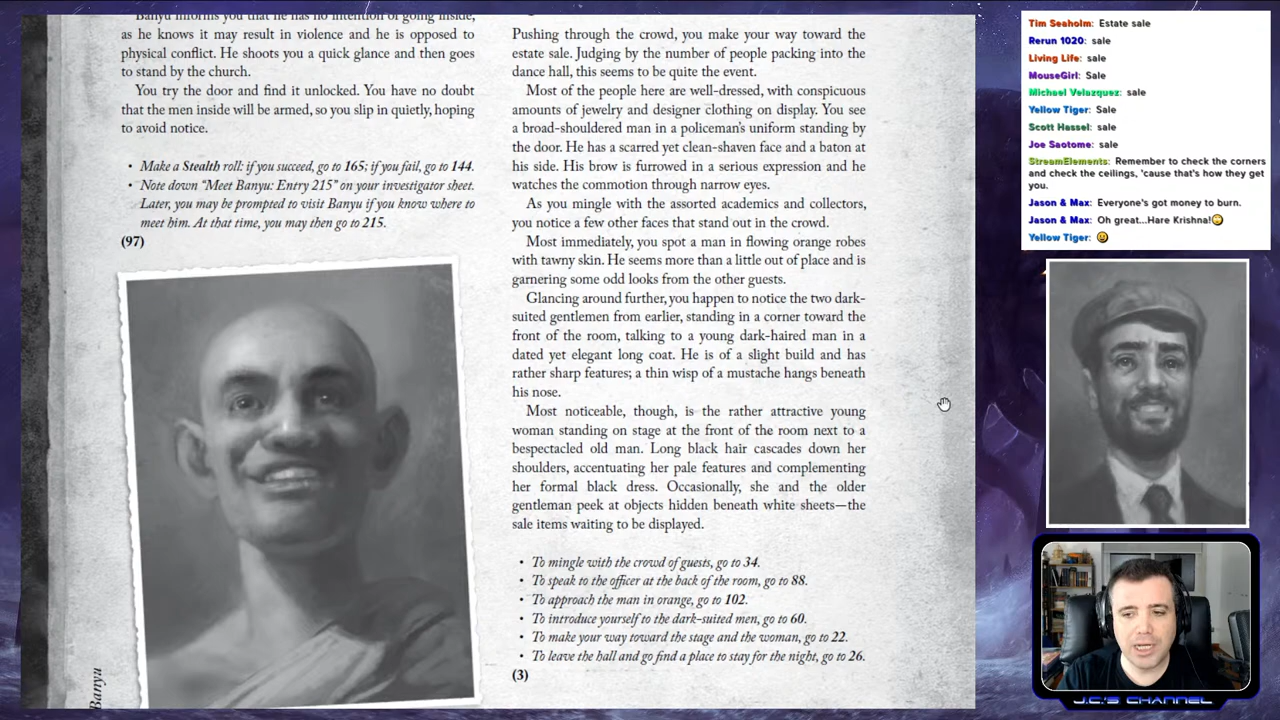 Banyu informs you that he has no intention of going inside,
as he knows it may result in violence and he is opposed to
physical conflict. He shoots you a quick glance and then goes
to stand by the church.
You try the door and find it unlocked. You have no doubt
that the men inside will be armed, so you slip in quietly, hoping
to avoid notice.
• Make a Stealth roll: if you succeed, go to 165; if you fail, go to 144.
• Note down “Meet Banyu: Entry 215” on your investigator sheet.
Later, you may be prompted to visit Banyu if you know where to
meet him. At that time, you may then go to 215.
(97)
Banyu
Pushing through the crowd, you make your way toward the
estate sale. Judging by the number of people packing into the
dance hall, this seems to be quite the event.
Most of the people here are well-dressed, with conspicuous
amounts of jewelry and designer clothing on display. You see
a broad-shouldered man in a policeman’s uniform standing by
the door. He has a scarred yet clean-shaven face and a baton at
his side. His brow is furrowed in a serious expression and he
watches the commotion through narrow eyes.
As you mingle with the assorted academics and collectors,
you notice a few other faces that stand out in the crowd.
Most immediately, you spot a man in flowing orange robes
with tawny skin. He seems more than a little out of place and is
garnering some odd looks from the other guests.
Glancing around further, you happen to notice the two dark-
suited gentlemen from earlier, standing in a corner toward the
front of the room, talking to a young dark-haired man in a
dated yet elegant long coat. He is of a slight build and has
rather sharp features; a thin wisp of a mustache hangs beneath
his nose.
Most noticeable, though, is the rather attractive young
woman standing on stage at the front of the room next to a
bespectacled old man. Long black hair cascades down her
shoulders, accentuating her pale features and complementing
her formal black dress. Occasionally, she and the older
gentleman peek at objects hidden beneath white sheets—the
sale items waiting to be displayed.
• To mingle with the crowd of guests, go to 34.
• To speak to the officer at the back of the room, go to 88.
• To approach the man in orange, go to 102.
• To introduce yourself to the dark-suited men, go to 60.
• To make your way toward the stage and the woman, go to 22.
• To leave the hall and go find a place to stay for the night, go to 26.
(3)
Tim Seaholm: Estate sale
Rerun 1020: sale
Living Life: sale
MouseGirl: Sale
Michael Velazquez: sale
Yellow Tiger: Sale
Scott Hassel: sale
Joe Saotome: sale
StreamElements: Remember to check the corners
and check the ceilings, 'cause that's how they get
you.
Jason & Max: Everyone's got money to burn.
Jason & Max: Oh great...Hare Krishna!
Yellow Tiger:
J.C.'S CHANNEL